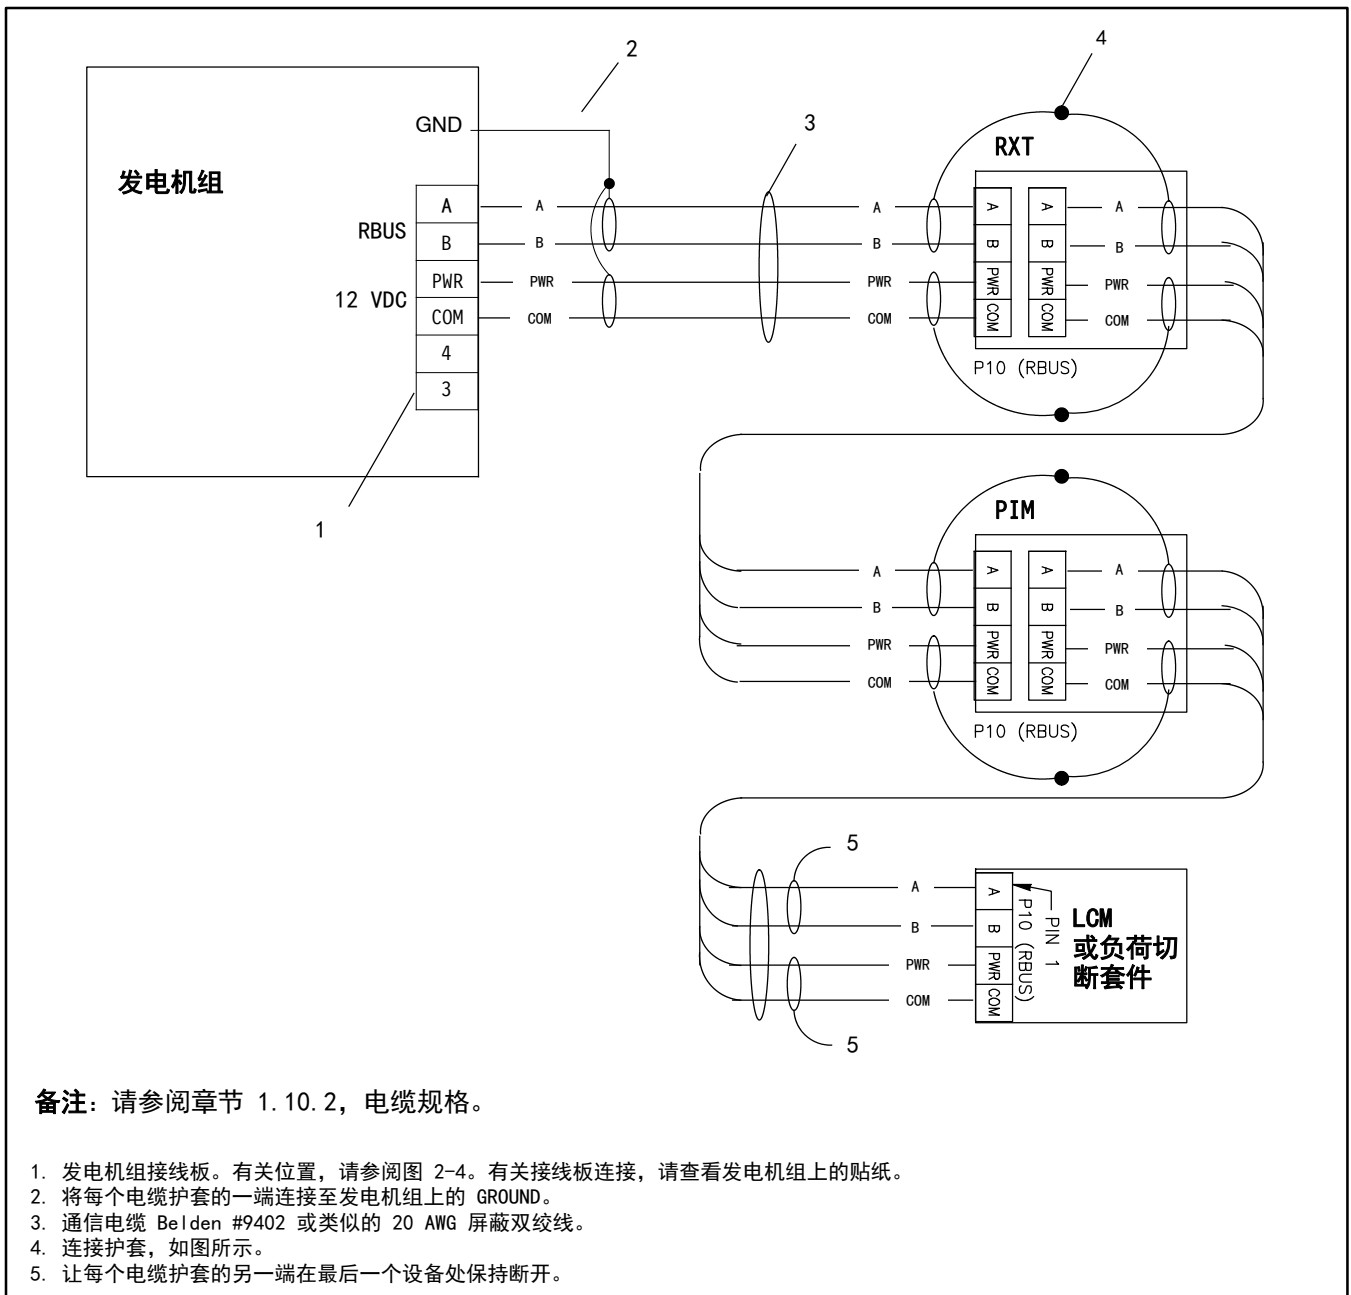 2
4
GND
3
RXT
发电机组
A
A
A
A
A
A
RBUS
B
B
B
B
B
B
12 VDC
PWR
PWR
PWR
PWR
PWR
PWR
COM
COM
COM
COM
COM
COM
4
3
P10 (RBUS)
1
PIM
A
A
A
A
B
B
B
B
PWR
PWR
PWR
PWR
COM
COM
COM
COM
P10 (RBUS)
5
A
A
B
B
PWR
PWR
COM
COM
P10 (RBUS)
PIN 1
LCM
或负荷切
断套件
5
备注: 请参阅章节 1.10.2, 电缆规格。
1. 发电机组接线板。有关位置, 请参阅图 2-4。有关接线板连接, 请查看发电机组上的贴纸。
2. 将每个电缆护套的一端连接至发电机组上的 GROUND。
3. 通信电缆 Belden #9402 或类似的 20 AWG 屏蔽双绞线。
4. 连接护套, 如图所示。
5. 让每个电缆护套的另一端在最后一个设备处保持断开。